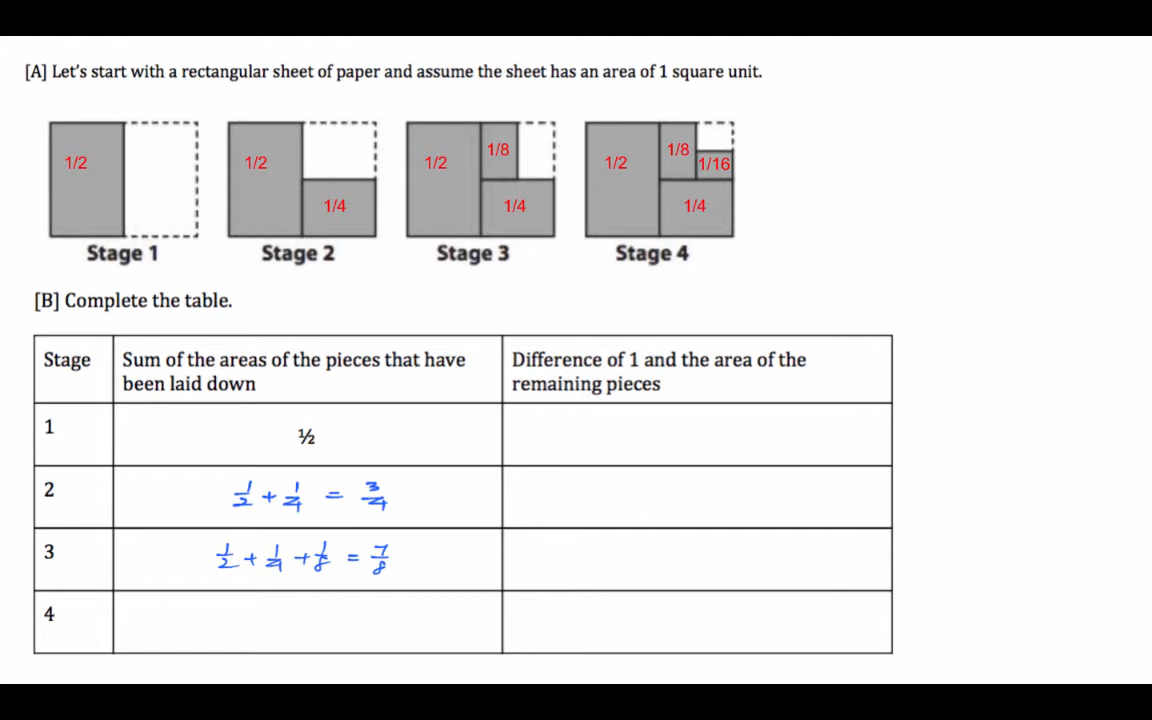 [A] Let's start with a rectangular sheet of paper and assume the sheet has an area of 1 square unit.
1/2
1/2
1/4
1/2
1/8
1/4
1/2
1/8
1/16
1/4
Stage 1
Stage 2
Stage 3
Stage 4
[B] Complete the table.
Stage
Sum of the areas of the pieces that have
been laid down
Difference of 1 and the area of the
remaining pieces
1
½
2
1/2 + 1/4 = 3/4
3
1/2 + 1/4 + 1/8 = 7/8
4